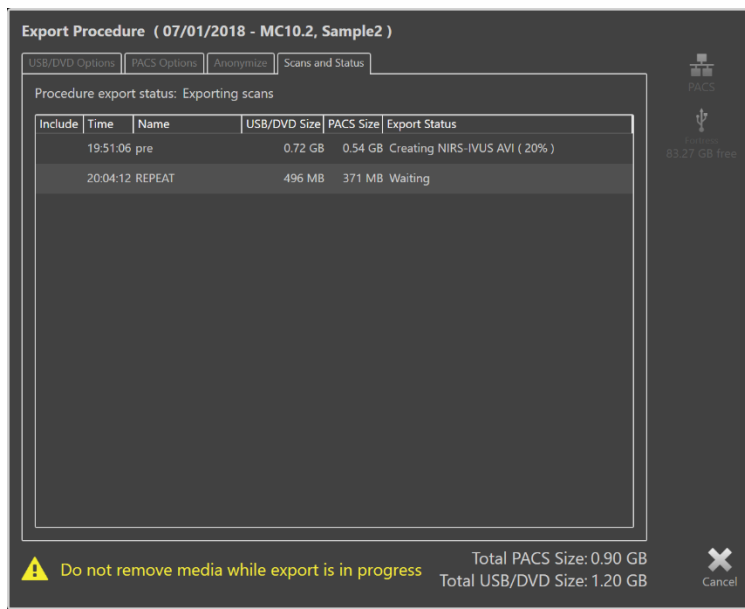 Export Procedure ( 07/01/2018 - MC10.2, Sample2 )
USB/DVD Options PACS Options Anonymize Scans and Status
PACS
Procedure export status: Exporting scans
Include Time Name USB/DVD Size PACS Size Export Status
Fortress
83.27 GB free
19:51:06 pre 0.72 GB 0.54 GB Creating NIRS-IVUS AVI ( 20% )
20:04:12 REPEAT 496 MB 371 MB Waiting
Do not remove media while export is in progress
Total PACS Size: 0.90 GB
Total USB/DVD Size: 1.20 GB
Cancel